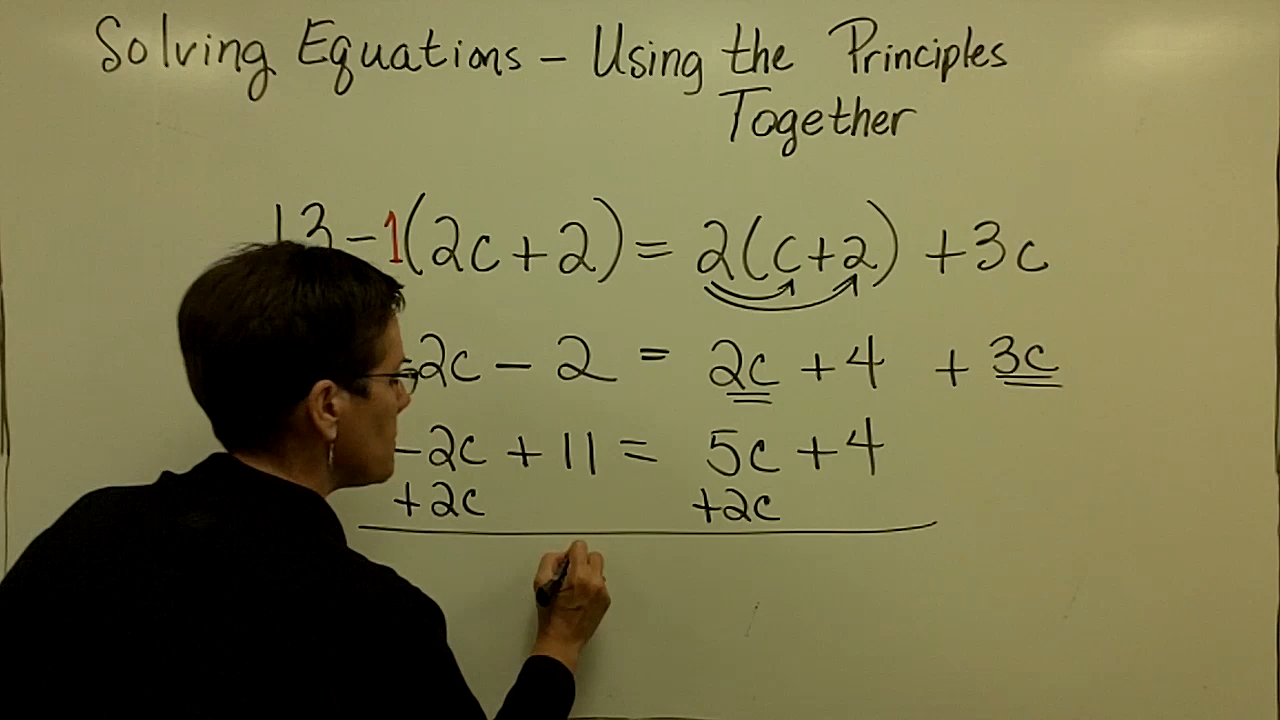 Solving Equations - Using the Principles
Together
13 - 1(2c + 2) = 2(c + 2) + 3c
-2c - 2 = 2c + 4 + 3c
-2c + 11 = 5c + 4
+2c +2c